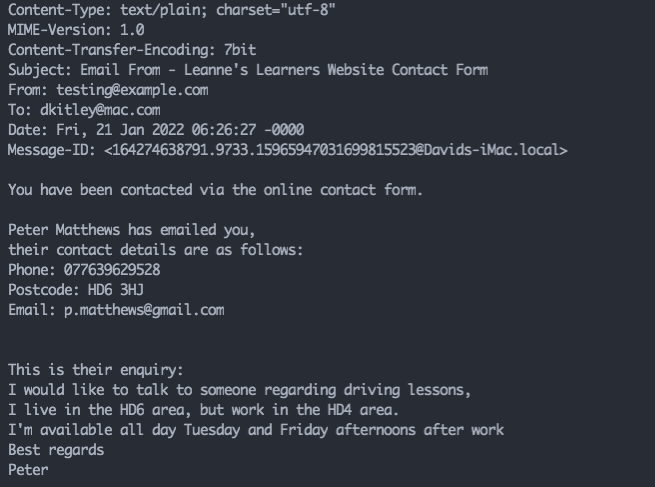 Content-Type: text/plain; charset="utf-8"
MIME-Version: 1.0
Content-Transfer-Encoding: 7bit
Subject: Email From - Leanne's Learners Website Contact Form
From: testing@example.com
To: dkitley@mac.com
Date: Fri, 21 Jan 2022 06:26:27 -0000
Message-ID: <164274638791.9733.15965947031699815523@Davids-iMac.local>

You have been contacted via the online contact form.

Peter Matthews has emailed you,
their contact details are as follows:
Phone: 077639629528
Postcode: HD6 3HJ
Email: p.matthews@gmail.com

This is their enquiry:
I would like to talk to someone regarding driving lessons,
I live in the HD6 area, but work in the HD4 area.
I'm available all day Tuesday and Friday afternoons after work
Best regards
Peter